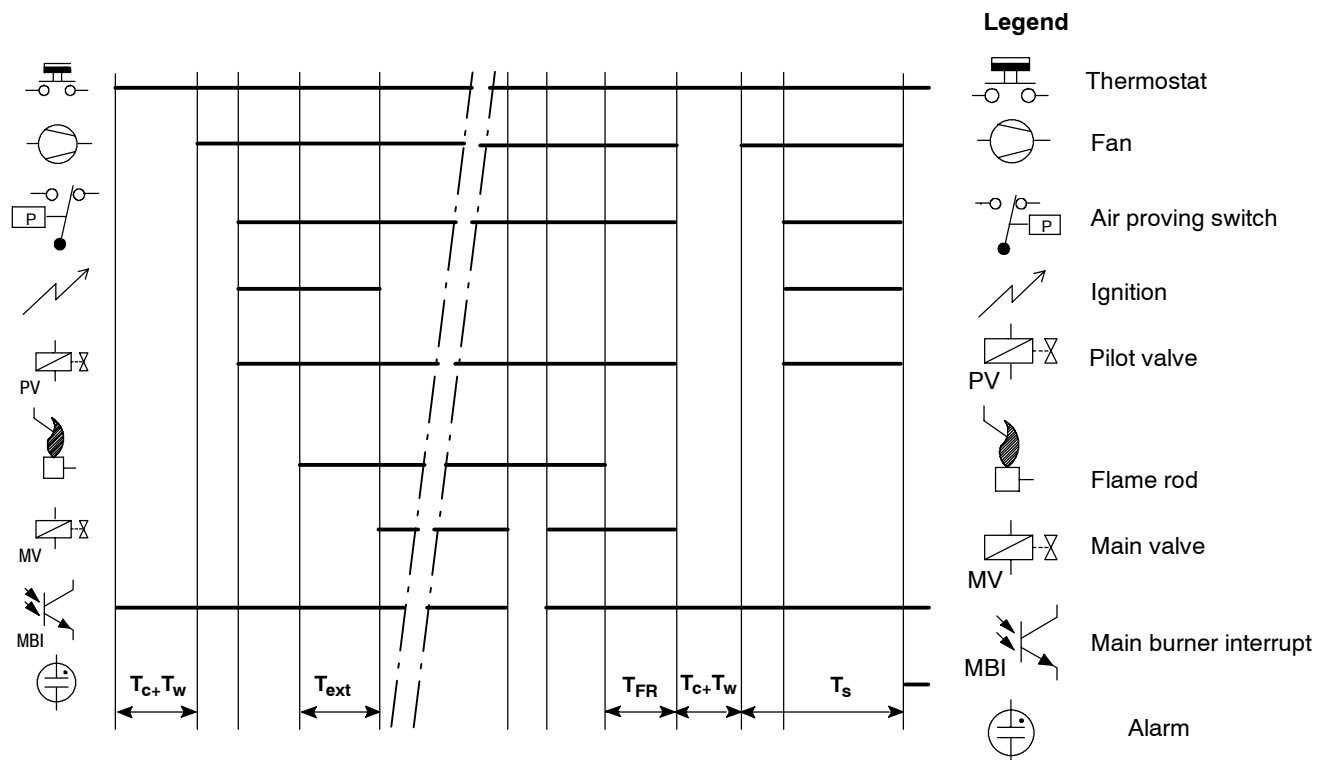 Legend
Thermostat
Fan
P
P
Air proving switch
Ignition
PV
PV
Pilot valve
Flame rod
MV
MV
Main valve
MBI
MBI
Main burner interrupt
Tc+Tw
Text
TFR
Tc+Tw
Ts
Alarm